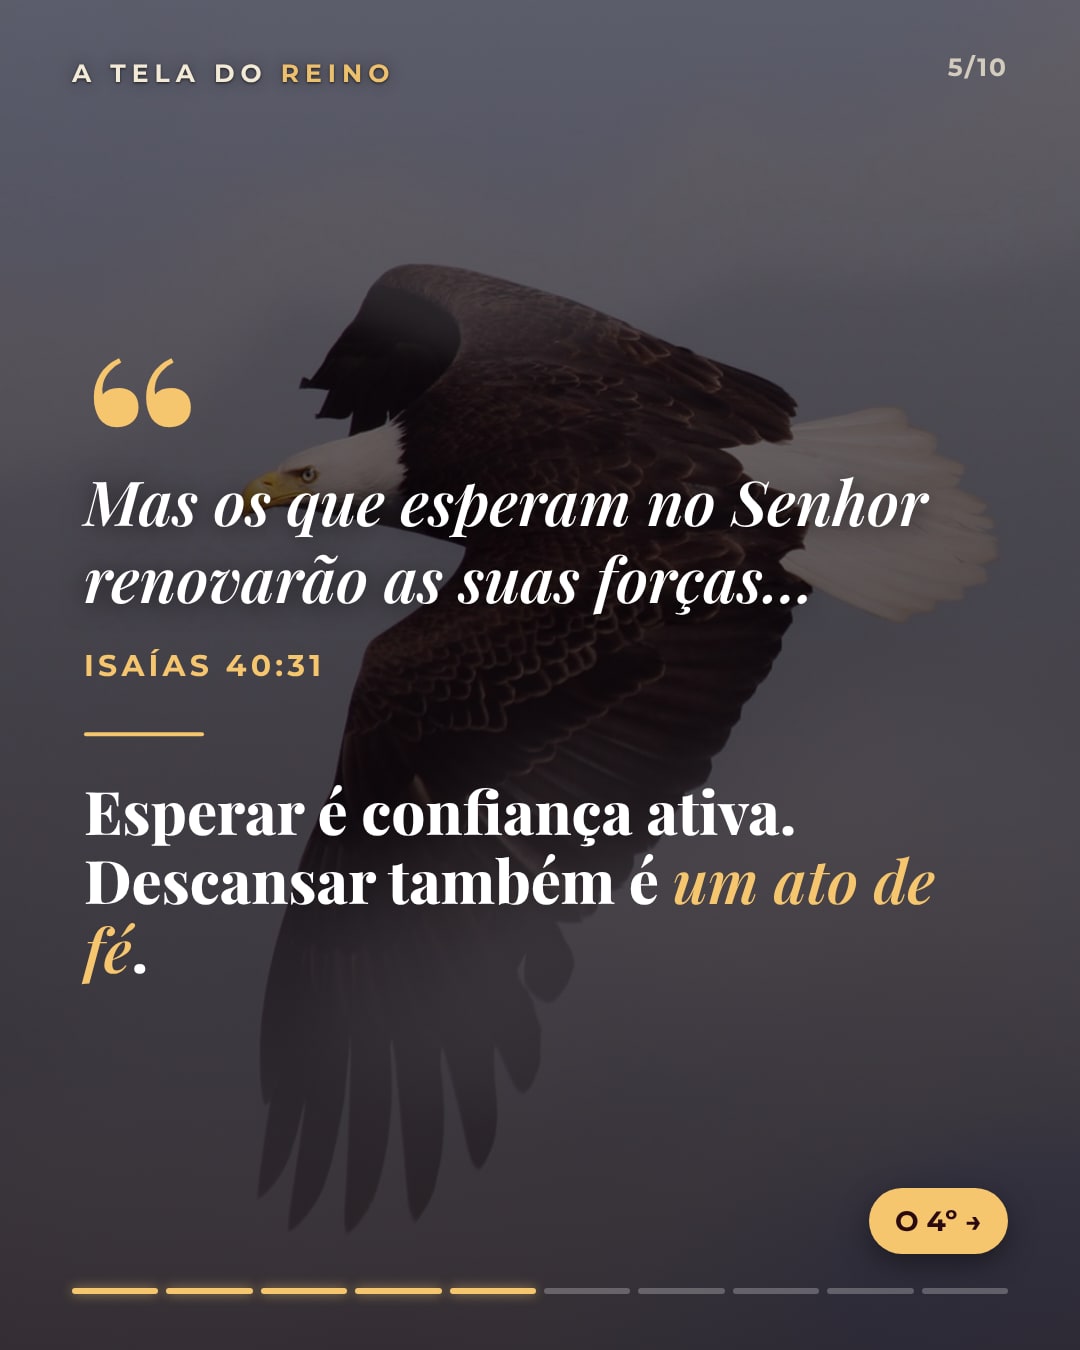 A TELA DO REINO
5/10
“
Mas os que esperam no Senhor
renovarão as suas forças...
ISAÍAS 40:31
Esperar é confiança ativa.
Descansar também é um ato de
fé.
O 4º →